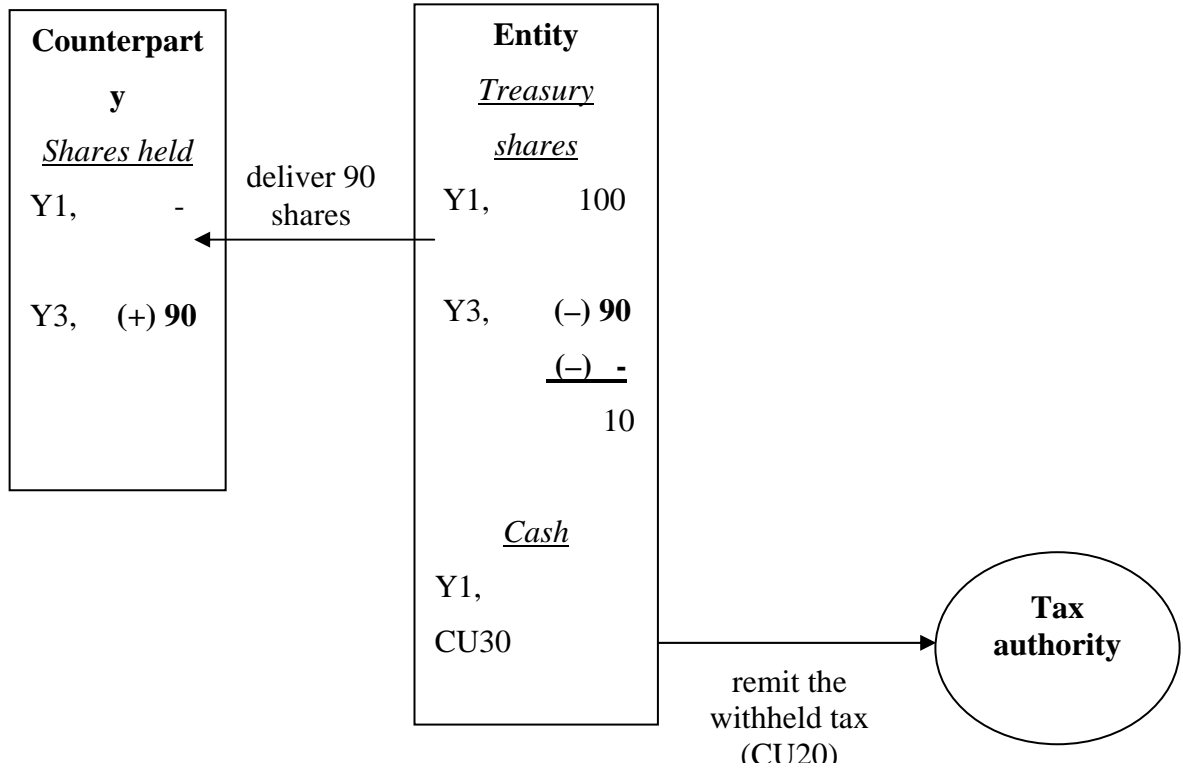 Counterpart
y
Shares held
Y1, -
Y3, (+) 90
deliver 90
shares
Entity
Treasury
shares
Y1, 100
Y3, (–) 90
(–) -
10
Cash
Y1,
CU30
remit the
withheld tax
(CU20)
Tax
authority